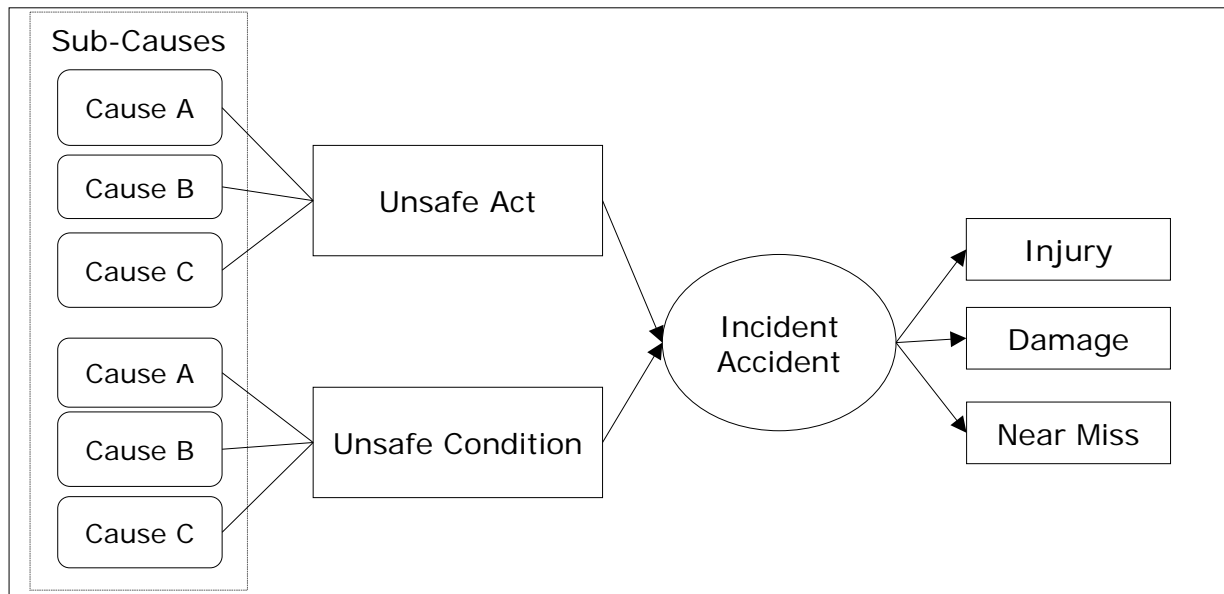 Sub-Causes
Cause A
Cause B
Cause C
Cause A
Cause B
Cause C
Unsafe Act
Unsafe Condition
Incident
Accident
Injury
Damage
Near Miss